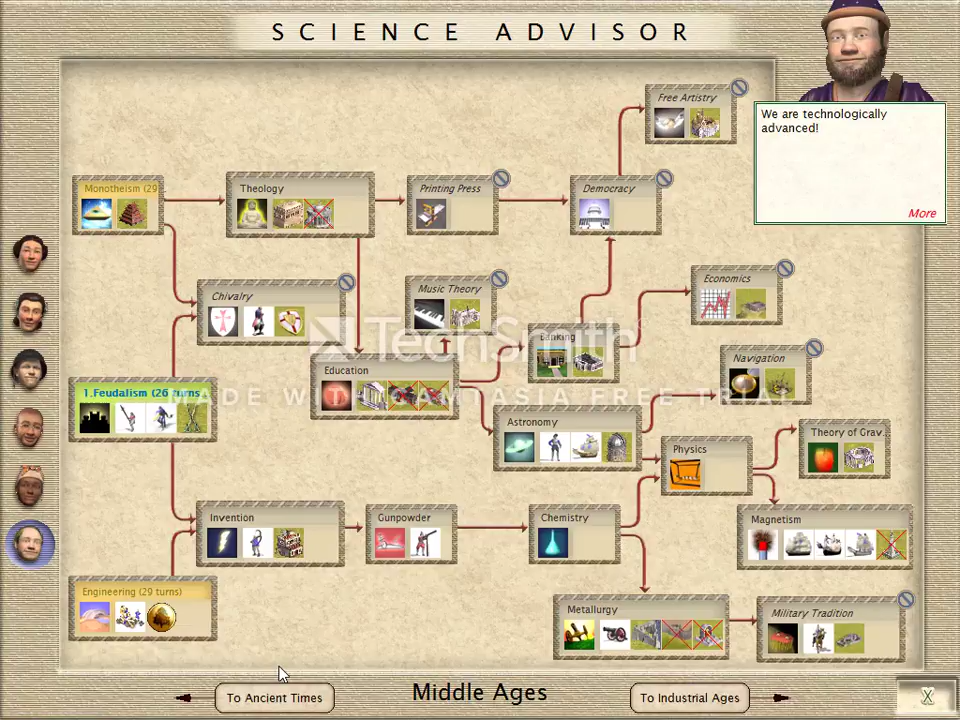 SCIENCE ADVISOR
We are technologically
advanced!
More
Free Artistry
Monotheism (29
Theology
Printing Press
Democracy
Chivalry
Music Theory
Economics
TechSmith
Banking
Navigation
Education
MADE WITH CAMTASIA FREE TRIAL
1.Feudalism (26 turns
Astronomy
Theory of Grav..
Physics
Invention
Gunpowder
Chemistry
Magnetism
Engineering (29 turns)
Metallurgy
Military Tradition
To Ancient Times
Middle Ages
To Industrial Ages
X